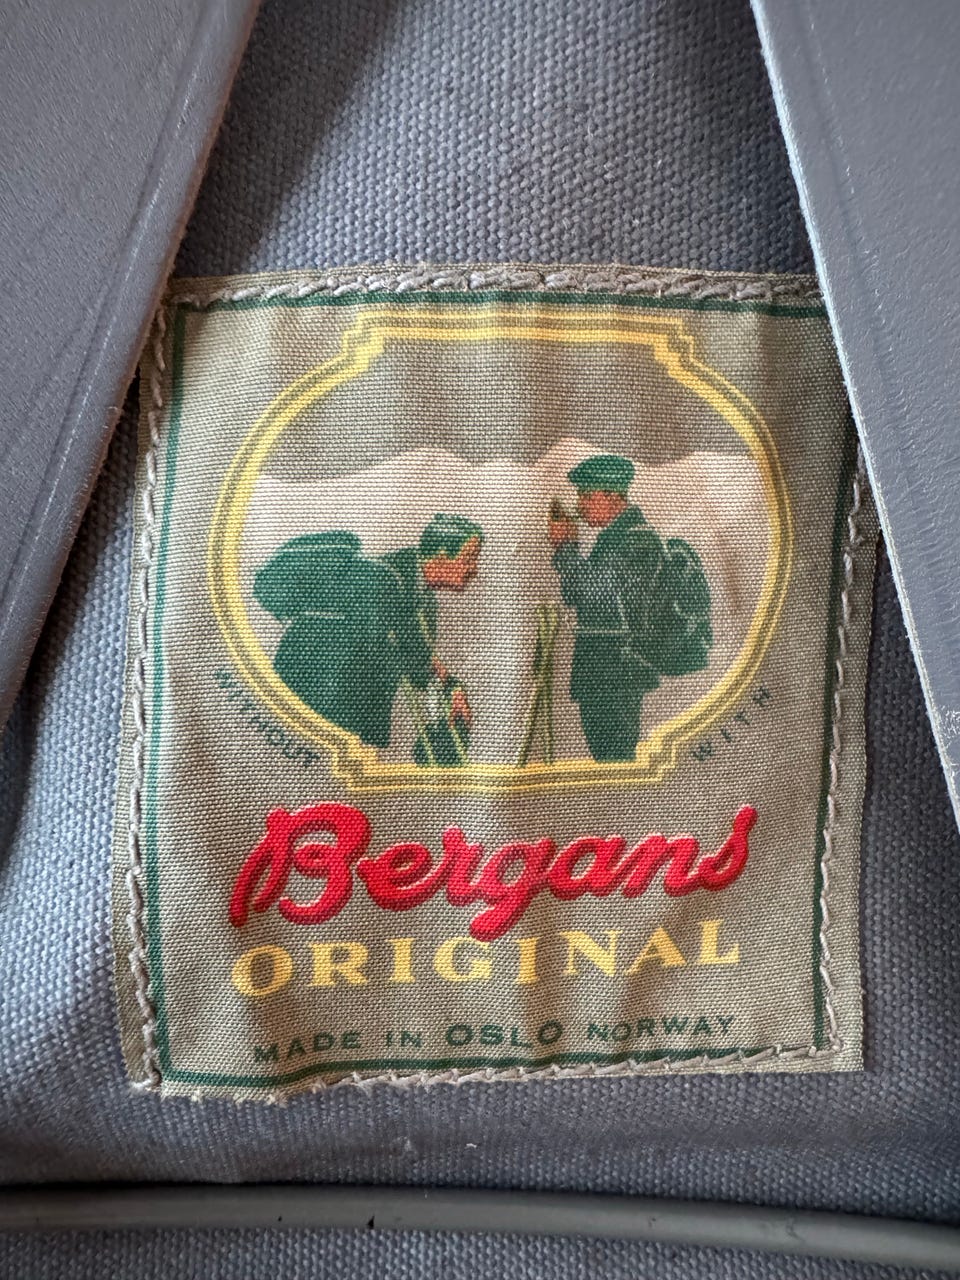 WITHOUT
WITH
Bergans
ORIGINAL
MADE IN OSLO NORWAY